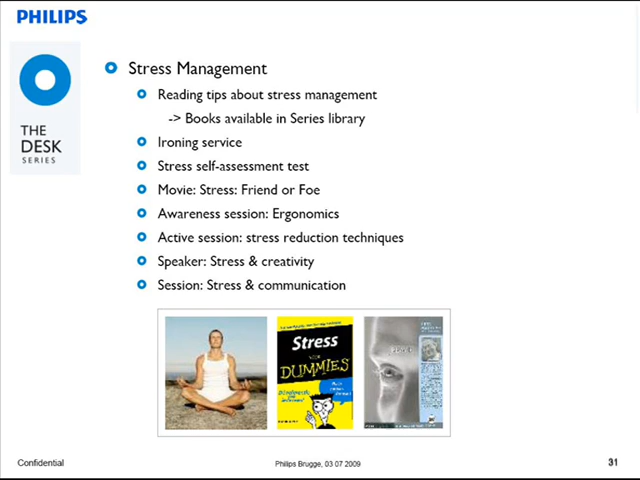 PHILIPS
THE
DESK
SERIES
Stress Management
Reading tips about stress management
-> Books available in Series library
Ironing service
Stress self-assessment test
Movie: Stress: Friend or Foe
Awareness session: Ergonomics
Active session: stress reduction techniques
Speaker: Stress & creativity
Session: Stress & communication
Stress
DUMMIES
Confidential
Philips Brugge, 03 07 2009
31